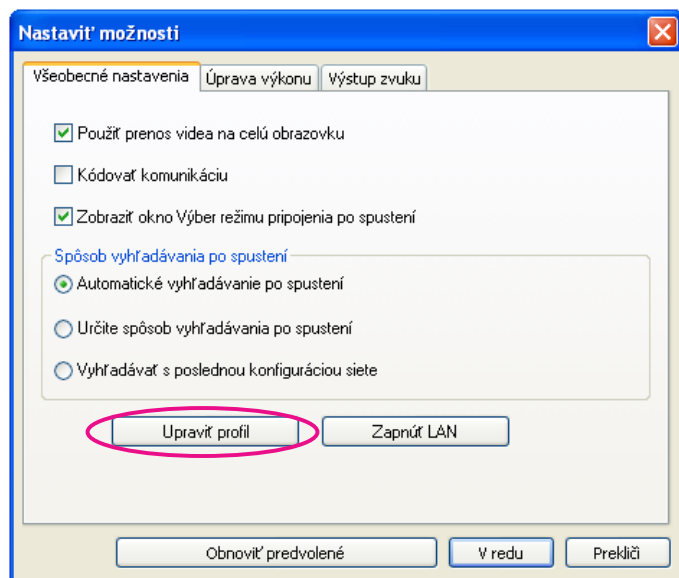 Nastaviť možnosti
Všeobecné nastavenia Úprava výkonu Výstup zvuku
Použiť prenos videa na celú obrazovku
Kódovať komunikáciu
Zobraziť okno Výber režimu pripojenia po spustení
Spôsob vyhľadávania po spustení
Automatické vyhľadávanie po spustení
Určite spôsob vyhľadávania po spustení
Vyhľadávať s poslednou konfiguráciou siete
Upraviť profil Zapnúť LAN
Obnoviť predvolené V redu Prekliči